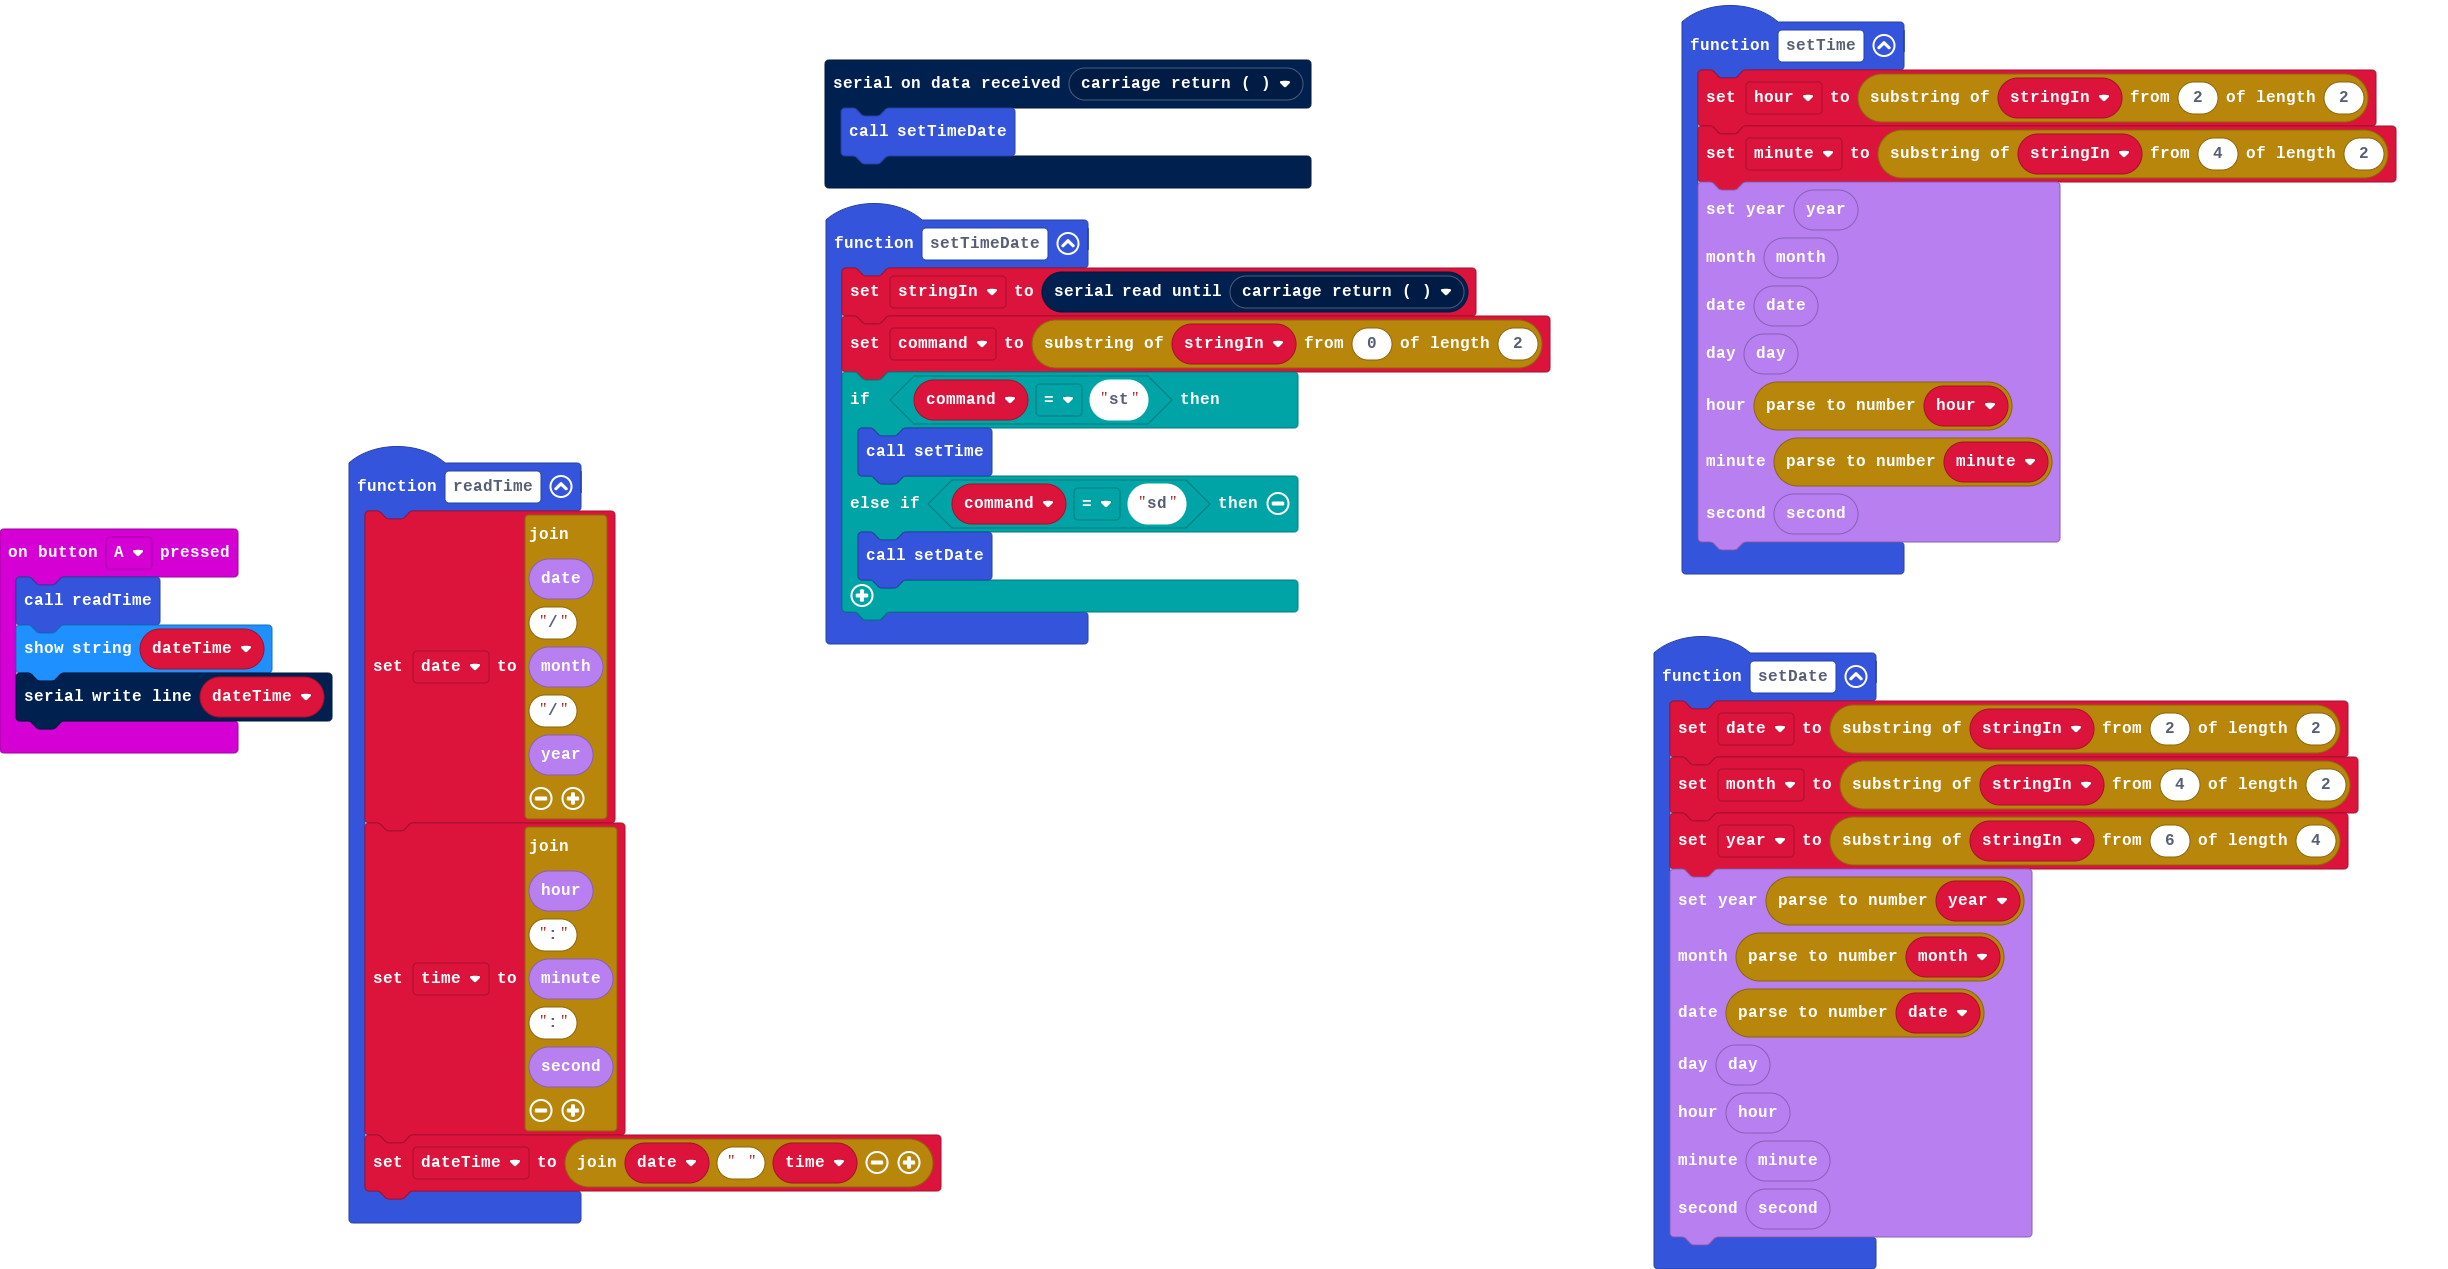 on button A pressed
call readTime
show string dateTime
serial write line dateTime
function readTime
set date to join
date
"/"
month
"/"
year
set time to join
hour
":"
minute
":"
second
set dateTime to join date " " time
serial on data received carriage return ( )
call setTimeDate
function setTimeDate
set stringIn to serial read until carriage return ( )
set command to substring of stringIn from 0 of length 2
if command = "st" then
call setTime
else if command = "sd" then
call setDate
function setTime
set hour to substring of stringIn from 2 of length 2
set minute to substring of stringIn from 4 of length 2
set year year
month month
date date
day day
hour parse to number hour
minute parse to number minute
second second
function setDate
set date to substring of stringIn from 2 of length 2
set month to substring of stringIn from 4 of length 2
set year to substring of stringIn from 6 of length 4
set year parse to number year
month parse to number month
date parse to number date
day day
hour hour
minute minute
second second